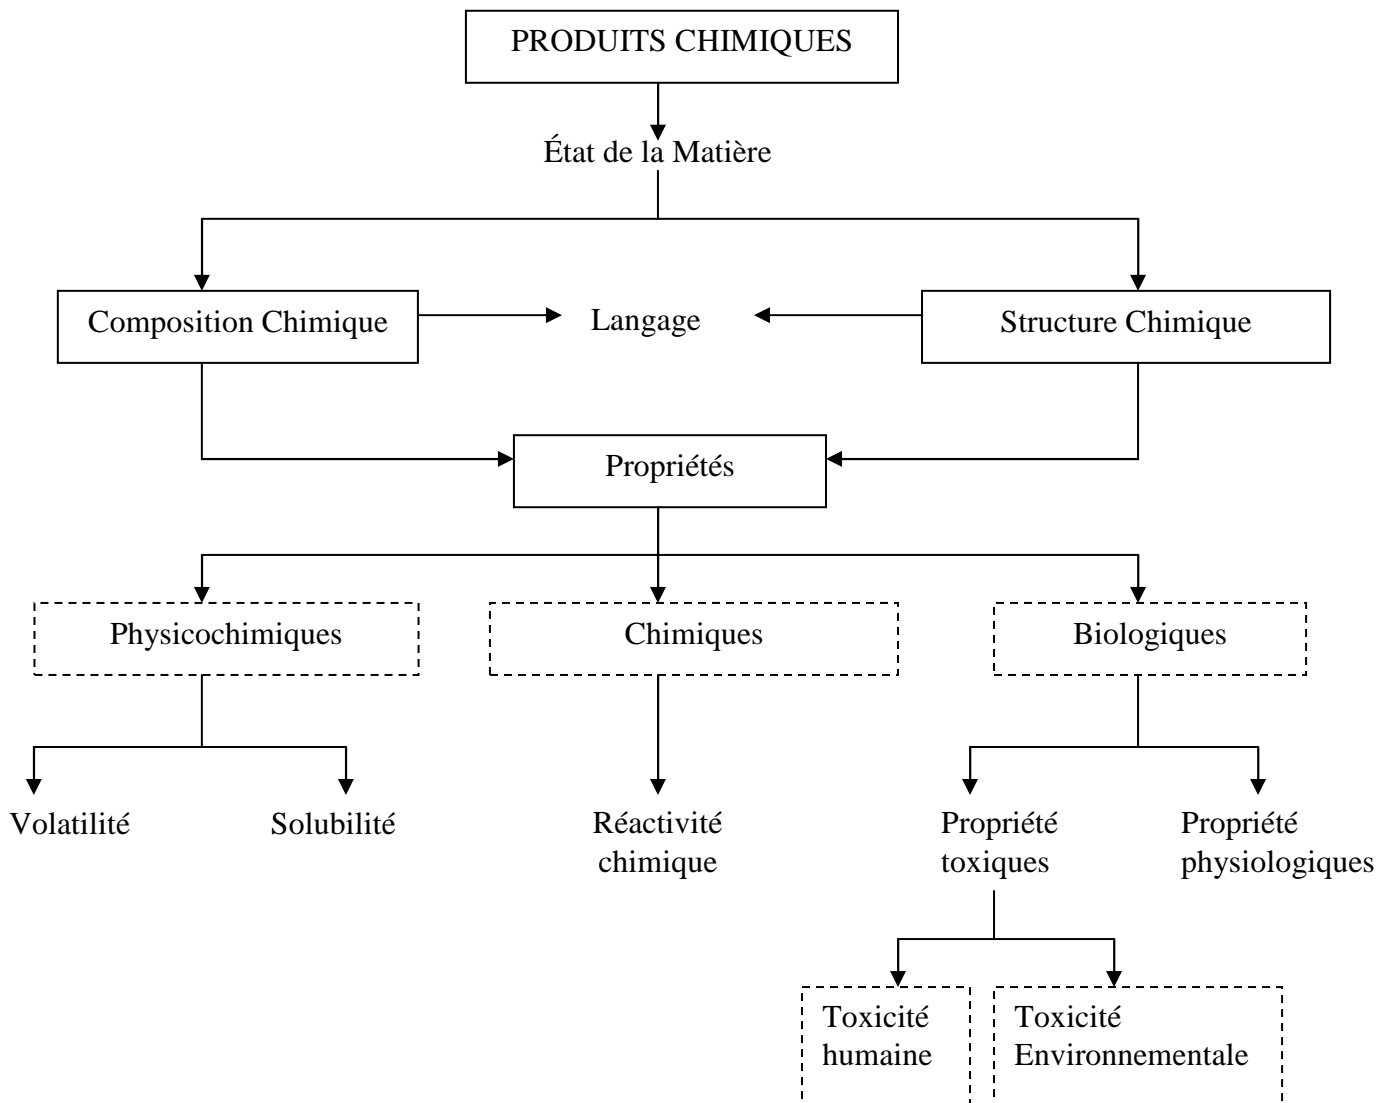 PRODUITS CHIMIQUES
État de la Matière
Composition Chimique
Langage
Structure Chimique
Propriétés
Physicochimiques
Chimiques
Biologiques
Volatilité
Solubilité
Réactivité
chimique
Propriété
toxiques
Propriété
physiologiques
Toxicité
humaine
Toxicité
Environnementale